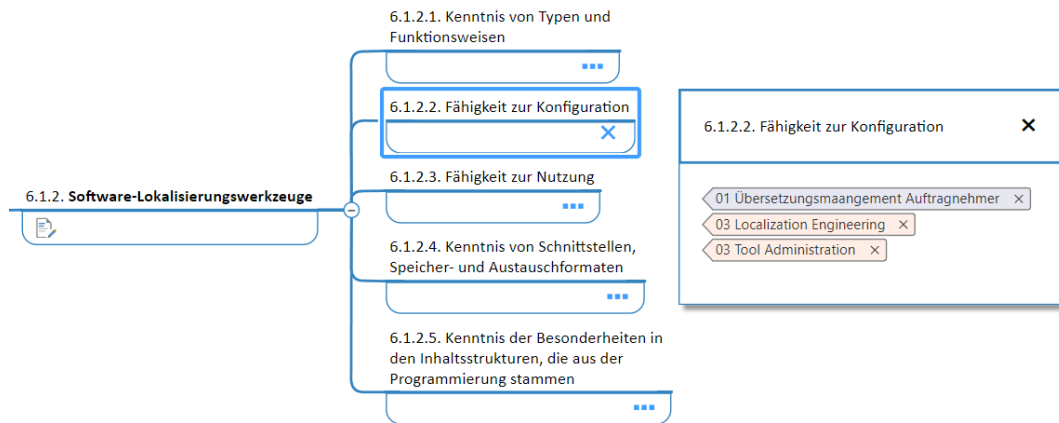 6.1.2.1. Kenntnis von Typen und
Funktionsweisen
6.1.2.2. Fähigkeit zur Konfiguration
6.1.2.3. Fähigkeit zur Nutzung
6.1.2. Software-Lokalisierungswerkzeuge
6.1.2.4. Kenntnis von Schnittstellen,
Speicher- und Austauschformaten
6.1.2.5. Kenntnis der Besonderheiten in
den Inhaltsstrukturen, die aus der
Programmierung stammen
6.1.2.2. Fähigkeit zur Konfiguration
01 Übersetzungsmaangement Auftragnehmer
03 Localization Engineering
03 Tool Administration